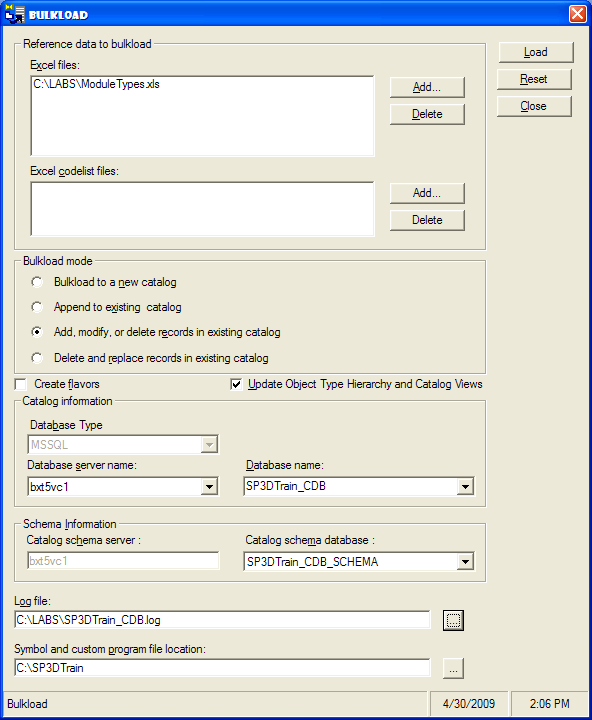 BULKLOAD
Reference data to bulkload
Load
Excel files:
Reset
C:\LABS\ModuleTypes.xls
Add...
Close
Delete
Excel codelist files:
Add...
Delete
Bulkload mode
Bulkload to a new catalog
Append to existing catalog
Add, modify, or delete records in existing catalog
Delete and replace records in existing catalog
Create flavors
Update Object Type Hierarchy and Catalog Views
Catalog information
Database Type
MSSQL
Database server name:
Database name:
bxt5vc1
SP3DTrain_CDB
Schema Information
Catalog schema server :
Catalog schema database :
bxt5vc1
SP3DTrain_CDB_SCHEMA
Log file:
C:\LABS\SP3DTrain_CDB.log
...
Symbol and custom program file location:
C:\SP3DTrain
...
Bulkload
4/30/2009
2:06 PM